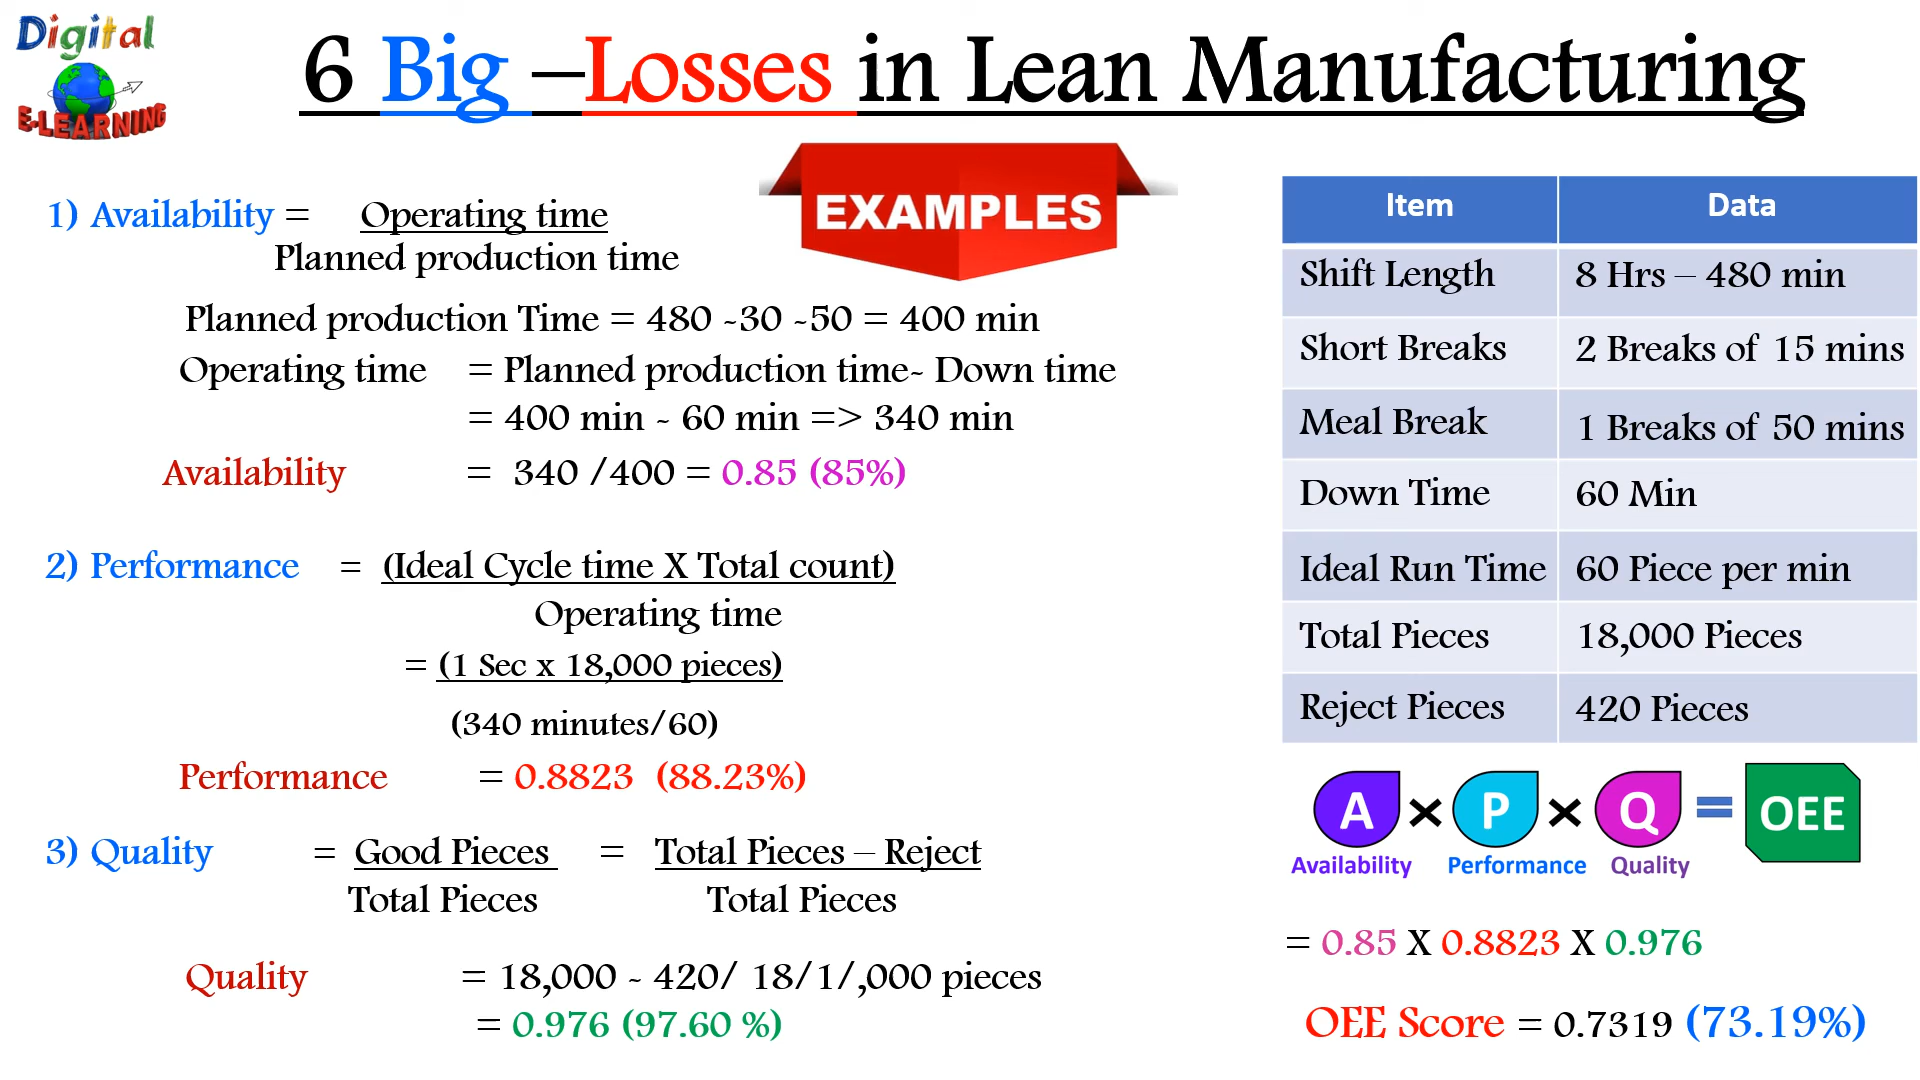 Digital
E-LEARNING
6 Big –Losses in Lean Manufacturing
EXAMPLES
1) Availability = Operating time
Planned production time
Planned production Time = 480 -30 -50 = 400 min
Operating time = Planned production time- Down time
= 400 min - 60 min => 340 min
Availability = 340 /400 = 0.85 (85%)
2) Performance = (Ideal Cycle time X Total count)
Operating time
= (1 Sec x 18,000 pieces)
(340 minutes/60)
Performance = 0.8823 (88.23%)
3) Quality = Good Pieces = Total Pieces – Reject
Total Pieces Total Pieces
Quality = 18,000 - 420/ 18/1/,000 pieces
= 0.976 (97.60 %)
Item Data
Shift Length 8 Hrs – 480 min
Short Breaks 2 Breaks of 15 mins
Meal Break 1 Breaks of 50 mins
Down Time 60 Min
Ideal Run Time 60 Piece per min
Total Pieces 18,000 Pieces
Reject Pieces 420 Pieces
A × P × Q = OEE
Availability Performance Quality
= 0.85 X 0.8823 X 0.976
OEE Score = 0.7319 (73.19%)